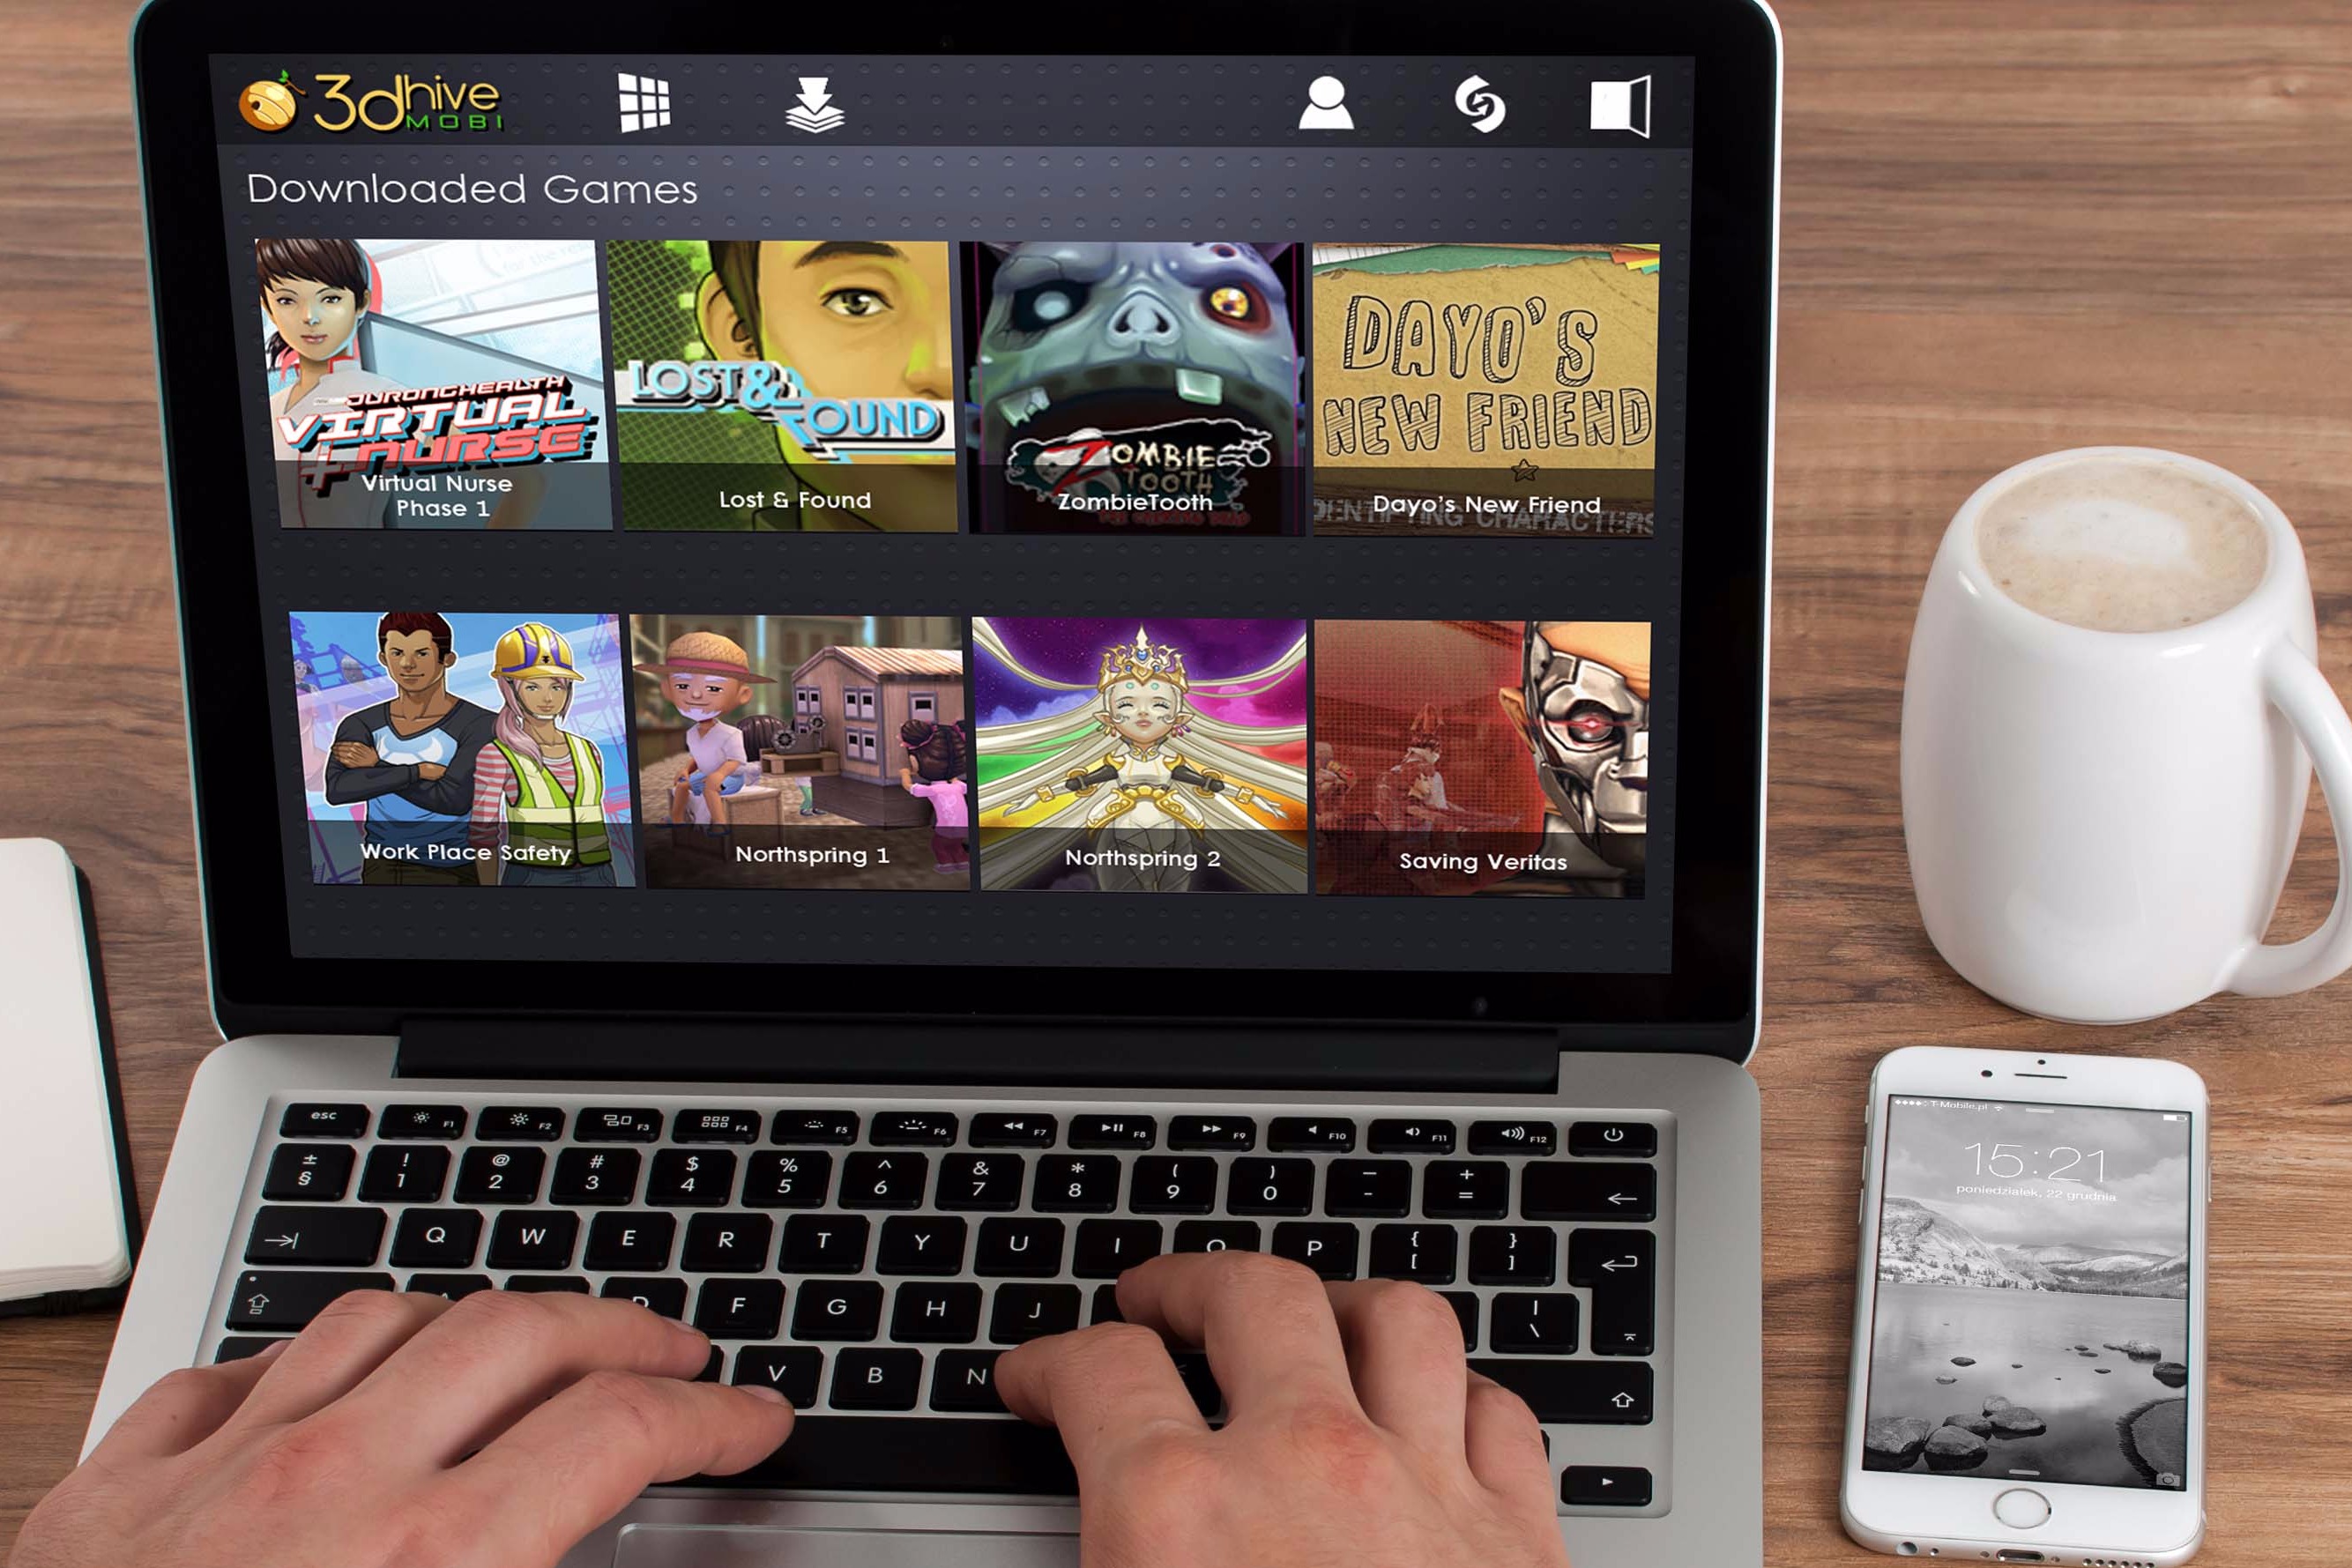 3dhive
MOBI
Downloaded Games
JURONGHEALTH
VIRTUAL
NURSE
Virtual Nurse
Phase 1
LOST &
FOUND
Lost & Found
ZOMBIE
TOOTH
ZombieTooth
DAYO'S
NEW FRIEND
IDENTIFYING CHARACTERS
Dayo's New Friend
Work Place Safety
Northspring 1
Northspring 2
Saving Veritas
T-Mobile.pl
15:21
poniedziałek, 22 grudnia
esc F1 F2 F3 F4 F5 F6 F7 F8 F9 F10 F11 F12
± ! @ # $ % ^ & * ( ) _ +
§ 1 2 3 4 5 6 7 8 9 0 - =
Q W E R T Y U I O P { [ } ]
D F G H J | \
V B N